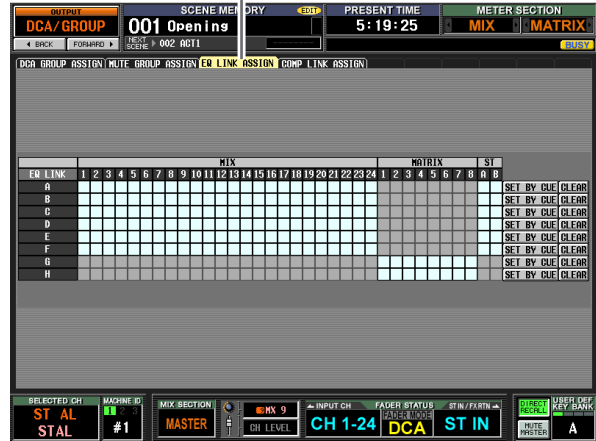 OUTPUT
DCA/GROUP
BACK FORWARD
SCENE MEMORY EDIT
001 Opening
NEXT SCENE 002 ACT1
PRESENT TIME
5:19:25
METER SECTION
MIX MATRIX
BUSY
DCA GROUP ASSIGN MUTE GROUP ASSIGN EQ LINK ASSIGN COMP LINK ASSIGN
MIX MATRIX ST
EQ LINK 1 2 3 4 5 6 7 8 9 10 11 12 13 14 15 16 17 18 19 20 21 22 23 24 1 2 3 4 5 6 7 8 A B
A SET BY CUE CLEAR
B SET BY CUE CLEAR
C SET BY CUE CLEAR
D SET BY CUE CLEAR
E SET BY CUE CLEAR
F SET BY CUE CLEAR
G SET BY CUE CLEAR
H SET BY CUE CLEAR
SELECTED CH
ST AL
STAL
MACHINE ID
1 2 3
#1
MIX SECTION
MASTER
MIX 9
CH LEVEL
INPUT CH FADER STATUS ST IN/FXRTN
CH 1-24
FADER MODE
DCA
ST IN
DIRECT RECALL
MUTE MASTER
USER DEF KEY BANK
A